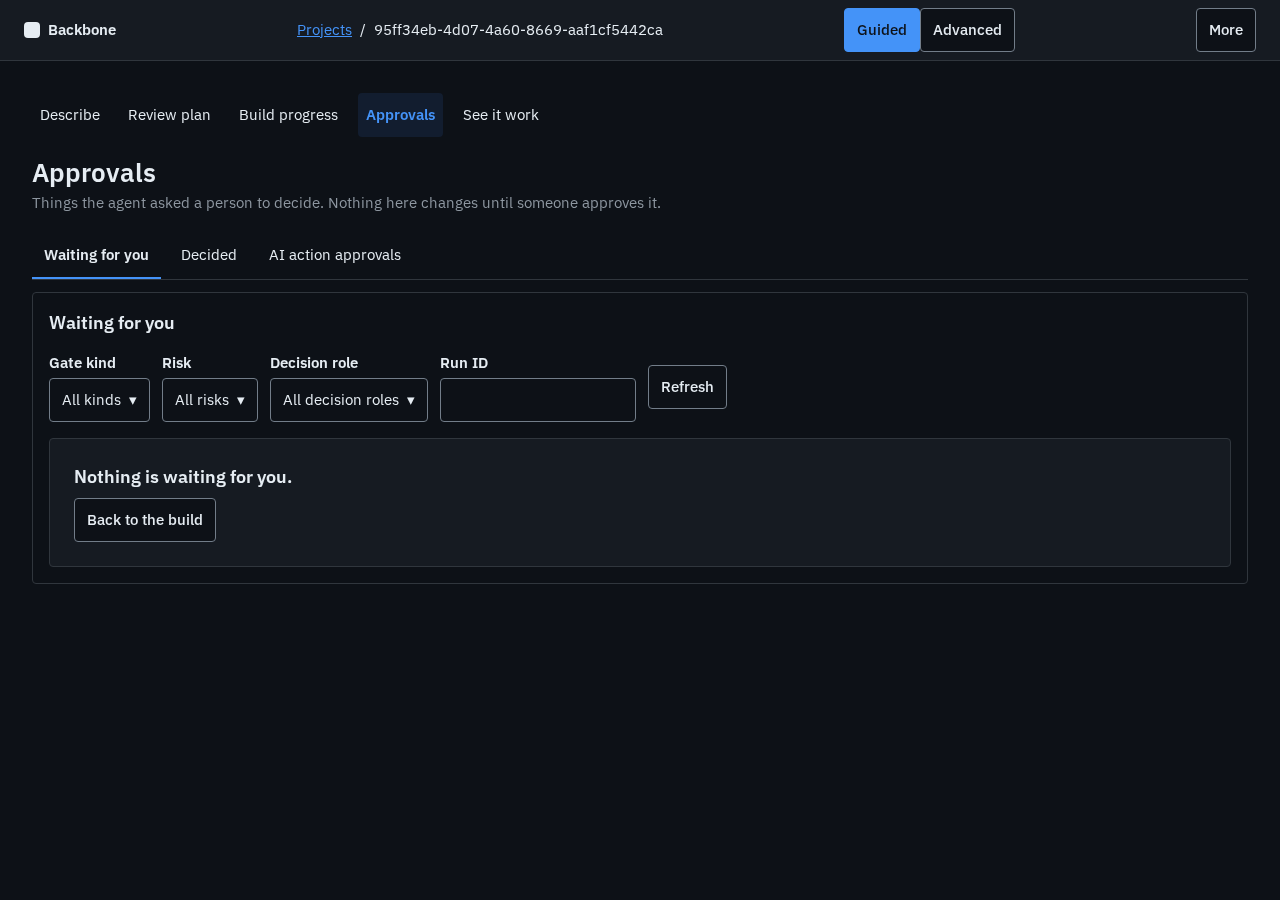 Backbone
Projects / 95ff34eb-4d07-4a60-8669-aaf1cf5442ca
Guided
Advanced
More
Describe
Review plan
Build progress
Approvals
See it work
Approvals
Things the agent asked a person to decide. Nothing here changes until someone approves it.
Waiting for you
Decided
AI action approvals
Waiting for you
Gate kind
Risk
Decision role
Run ID
All kinds ▾
All risks ▾
All decision roles ▾
Refresh
Nothing is waiting for you.
Back to the build